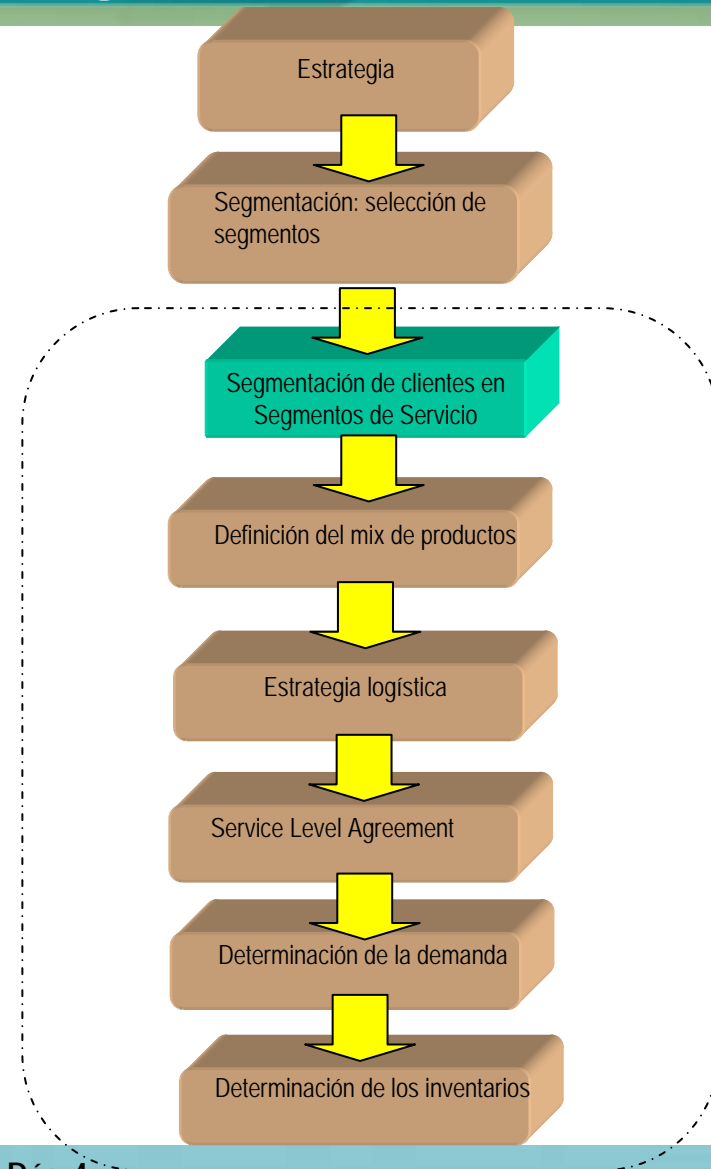 Estrategia
Segmentación: selección de
segmentos
Segmentación de clientes en
Segmentos de Servicio
Definición del mix de productos
Estrategia logística
Service Level Agreement
Determinación de la demanda
Determinación de los inventarios